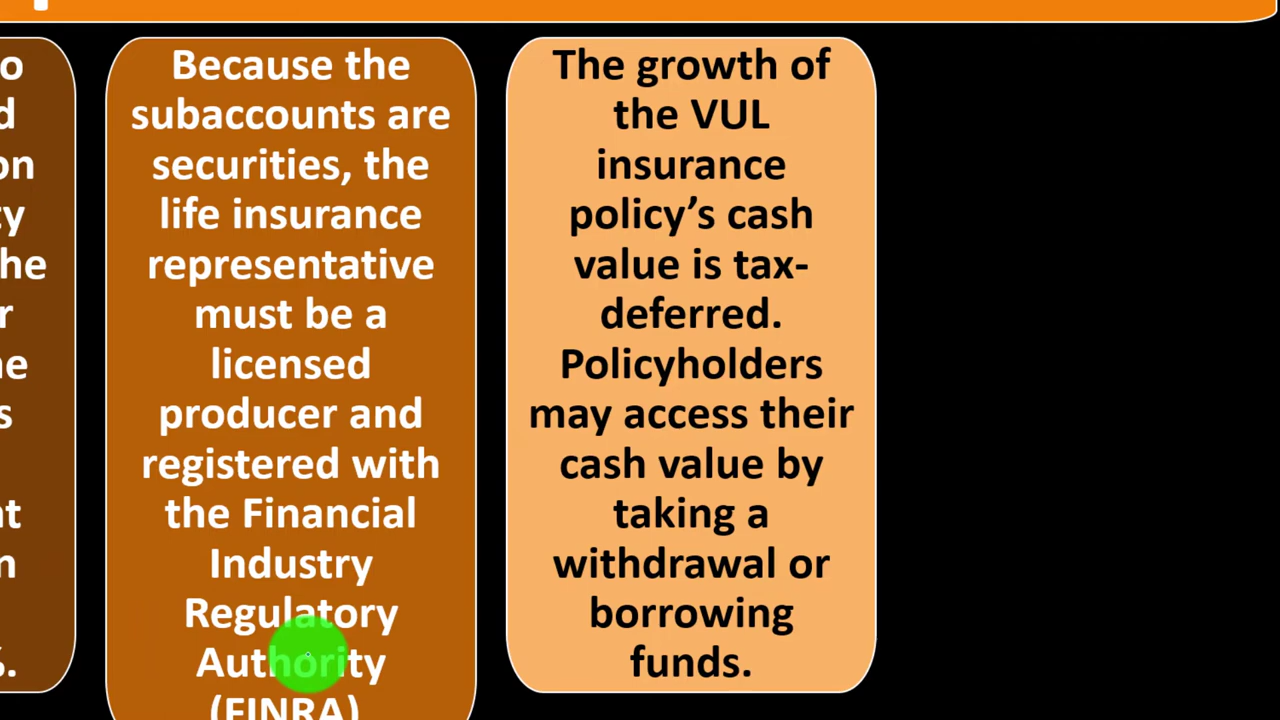 Because the
subaccounts are
securities, the
life insurance
representative
must be a
licensed
producer and
registered with
the Financial
Industry
Regulatory
Authority
(FINRA)
The growth of
the VUL
insurance
policy’s cash
value is tax-
deferred.
Policyholders
may access their
cash value by
taking a
withdrawal or
borrowing
funds.